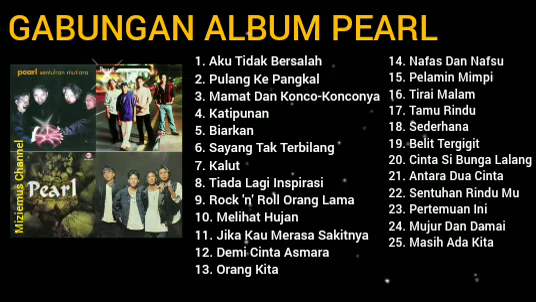 GABUNGAN ALBUM PEARL
pearl sentuhan mutiara
Pearl
Miziemus Channel
1. Aku Tidak Bersalah
2. Pulang Ke Pangkal
3. Mamat Dan Konco-Konconya
4. Katipunan
5. Biarkan
6. Sayang Tak Terbilang
7. Kalut
8. Tiada Lagi Inspirasi
9. Rock 'n' Roll Orang Lama
10. Melihat Hujan
11. Jika Kau Merasa Sakitnya
12. Demi Cinta Asmara
13. Orang Kita
14. Nafas Dan Nafsu
15. Pelamin Mimpi
16. Tirai Malam
17. Tamu Rindu
18. Sederhana
19. Belit Tergigit
20. Cinta Si Bunga Lalang
21. Antara Dua Cinta
22. Sentuhan Rindu Mu
23. Pertemuan Ini
24. Mujur Dan Damai
25. Masih Ada Kita